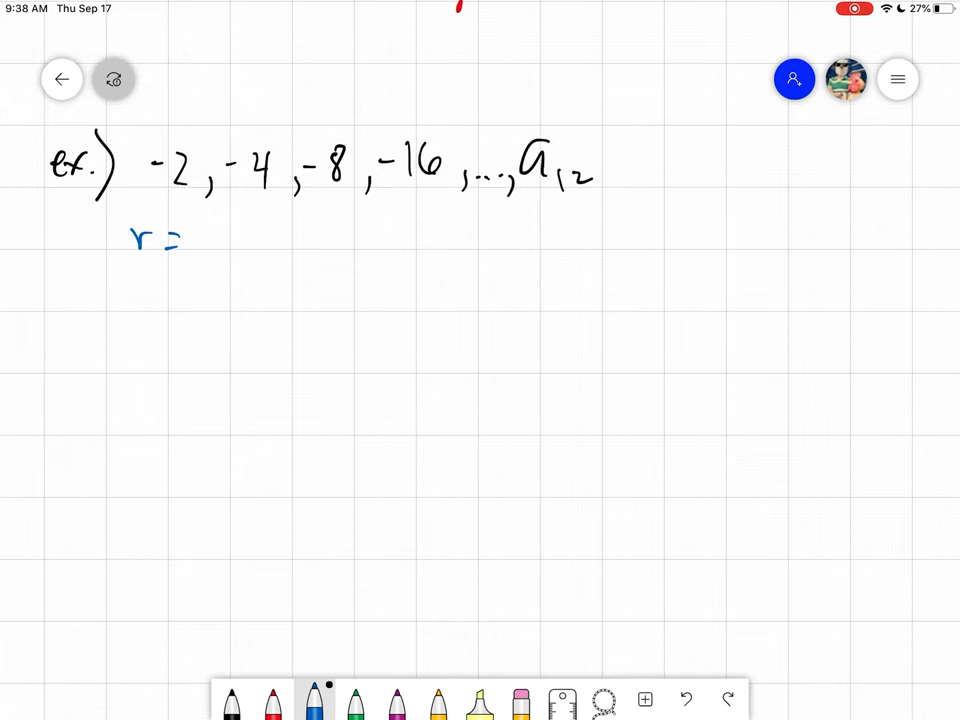 9:38 AM Thu Sep 17 27%
ex.) -2, -4, -8, -16, ..., a₁₂
r =